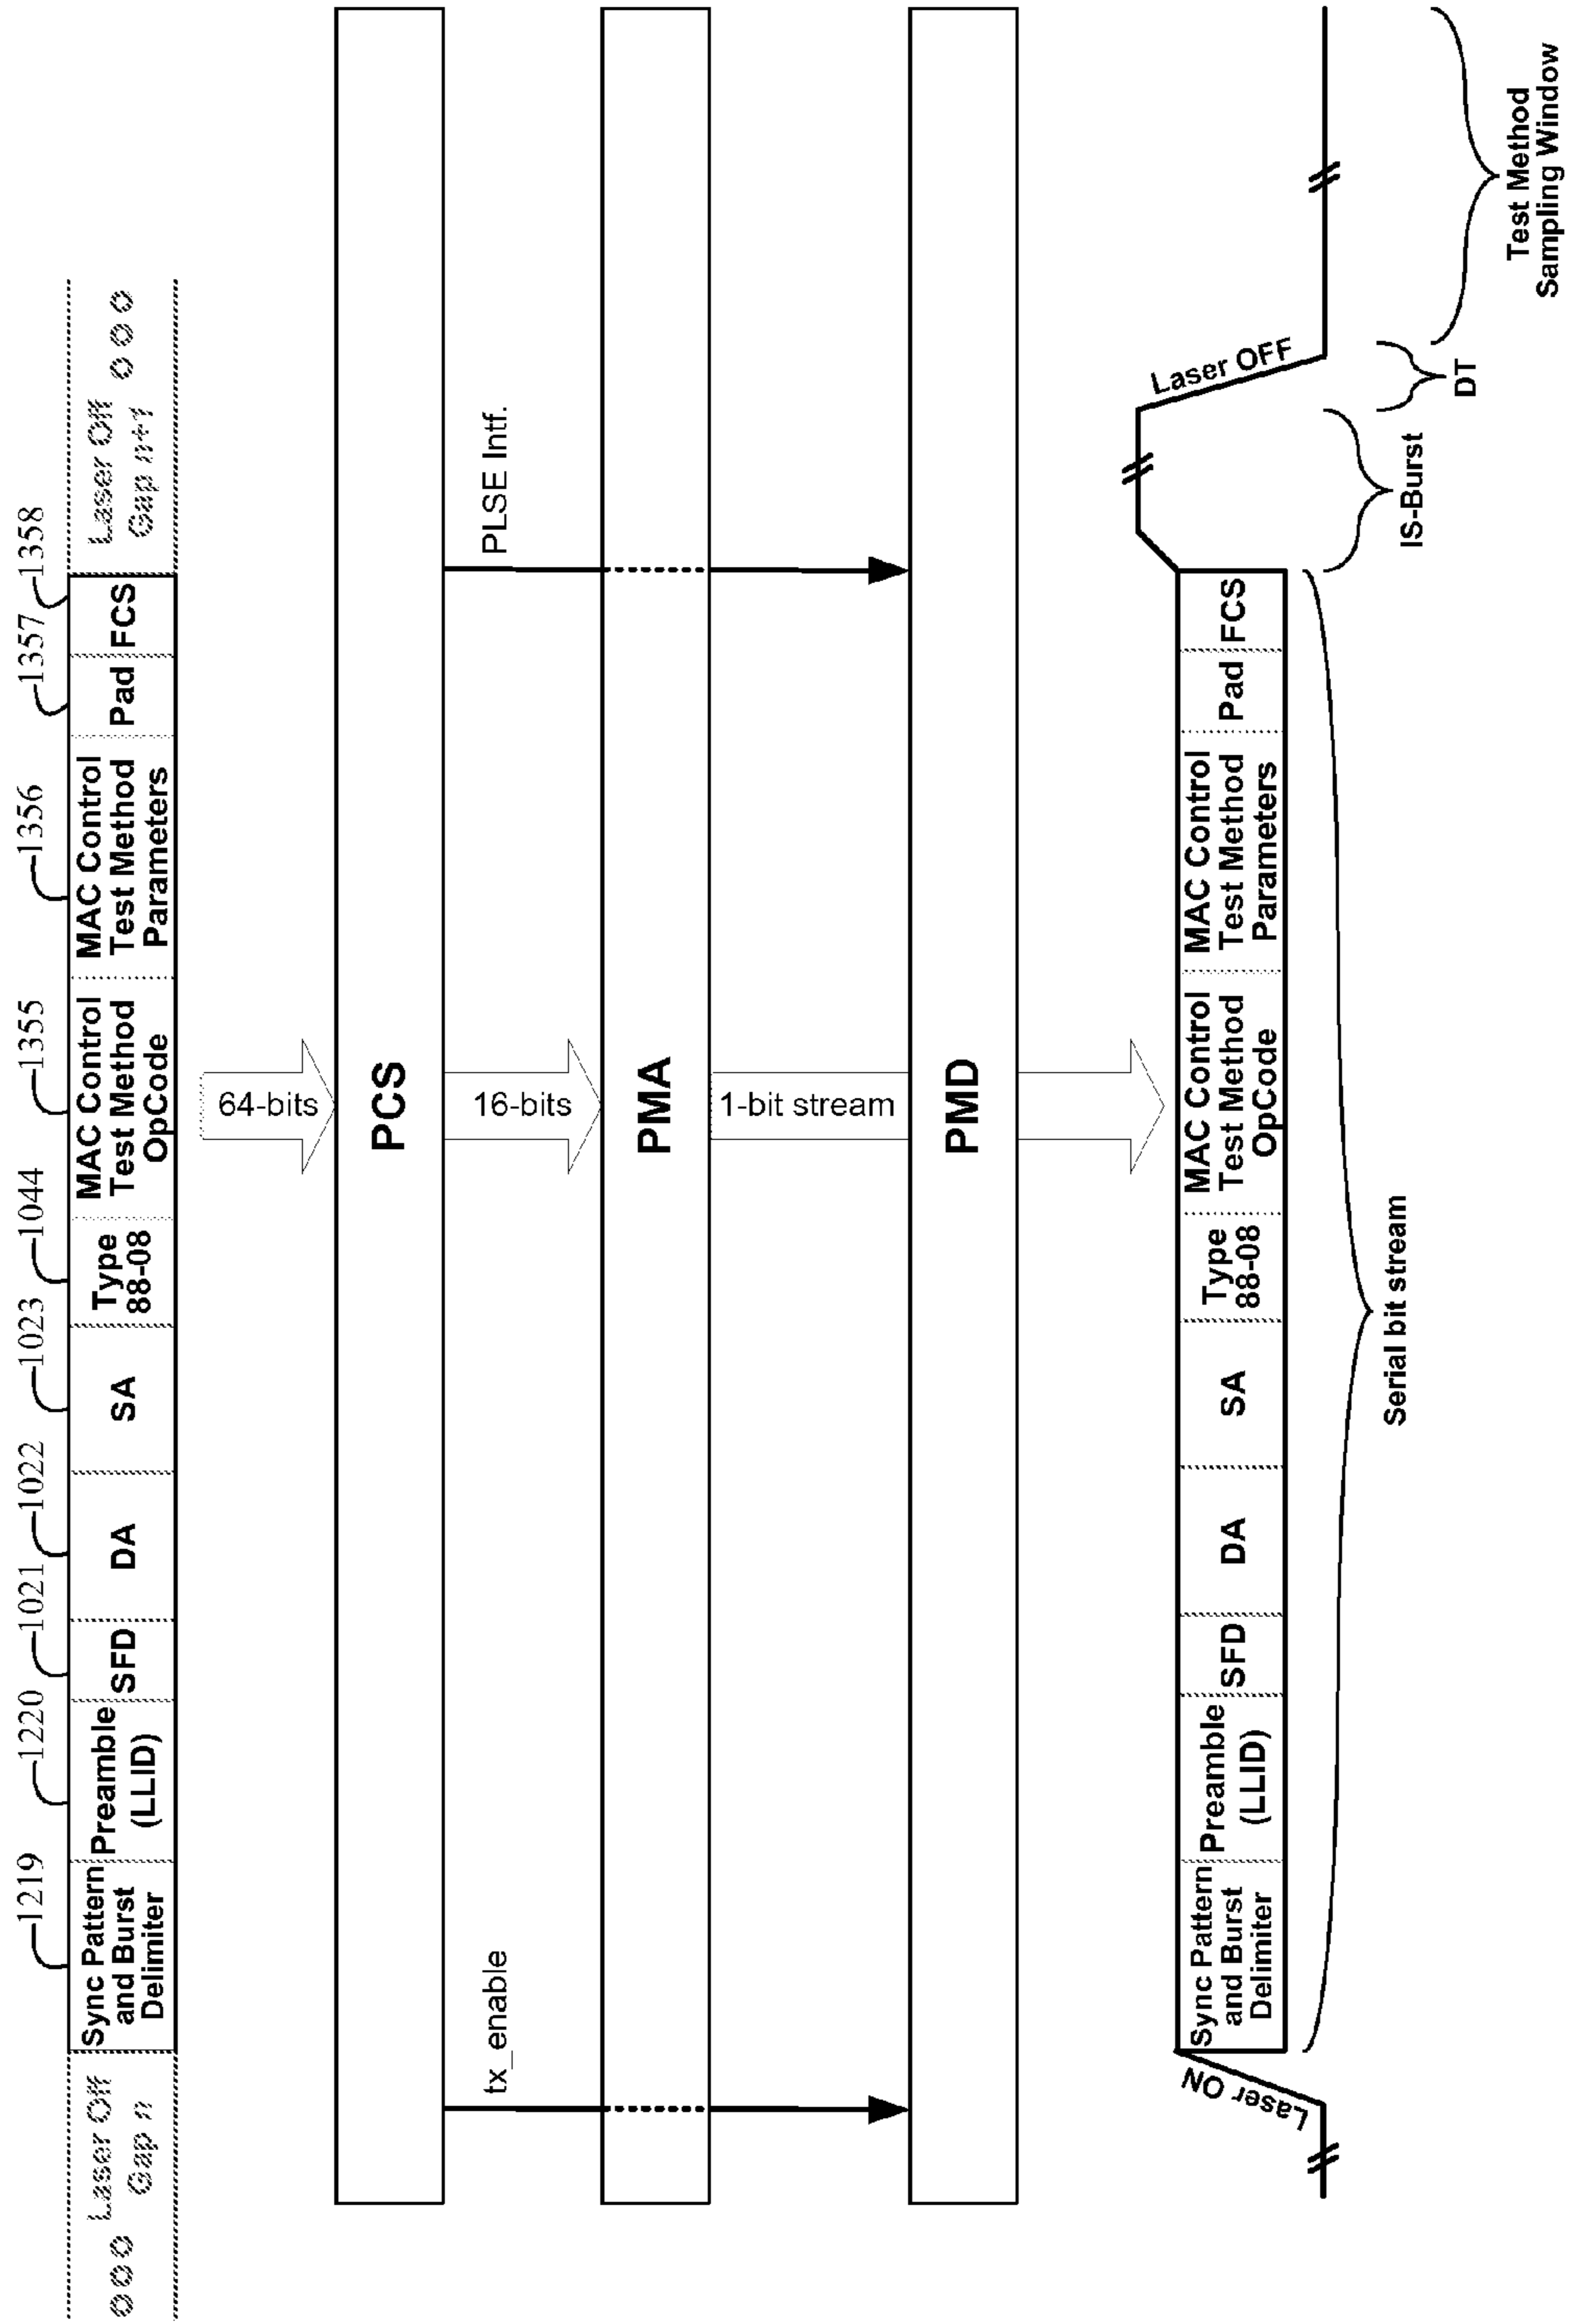 1219
1220
1021
1022
1023
1044
1355
1356
1357
1358
Laser Off
Gap n
Sync Pattern
and Burst
Delimiter
Preamble
(LLID)
SFD
DA
SA
Type
88-08
MAC Control
Test Method
OpCode
MAC Control
Test Method
Parameters
Pad
FCS
Laser Off
Gap n+1
64-bits
PCS
tx_enable
16-bits
PLSE Intf.
PMA
1-bit stream
PMD
Laser ON
Sync Pattern
and Burst
Delimiter
Preamble
(LLID)
SFD
DA
SA
Type
88-08
MAC Control
Test Method
OpCode
MAC Control
Test Method
Parameters
Pad
FCS
Laser OFF
Serial bit stream
IS-Burst
DT
Test Method
Sampling Window